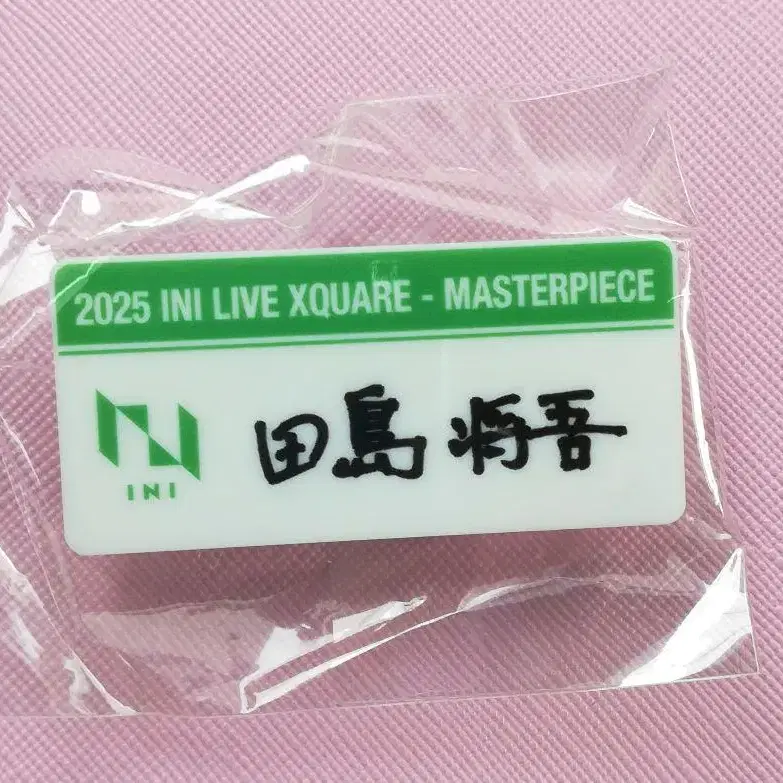 2025 INI LIVE XQUARE - MASTERPIECE
INI
田島 将吾